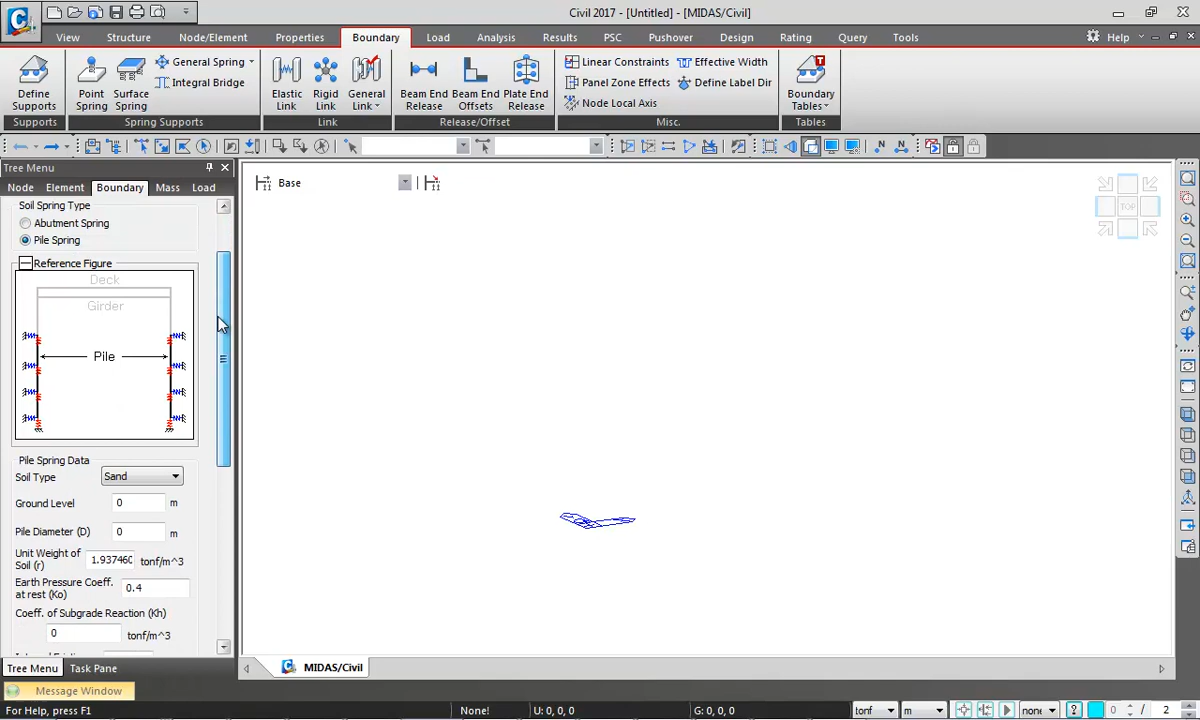 Civil 2017 - [Untitled] - [MIDAS/Civil]
View Structure Node/Element Properties Boundary Load Analysis Results PSC Pushover Design Rating Query Tools Help
Define Supports
Supports
Point Spring
Surface Spring
General Spring
Integral Bridge
Spring Supports
Elastic Link
Rigid Link
General Link
Link
Beam End Release
Beam End Offsets
Plate End Release
Release/Offset
Linear Constraints
Panel Zone Effects
Node Local Axis
Effective Width
Define Label Dir
Misc.
Boundary Tables
Tables
Tree Menu
Node Element Boundary Mass Load
Soil Spring Type
Abutment Spring
Pile Spring
Reference Figure
Deck
Girder
Pile
Pile Spring Data
Soil Type Sand
Ground Level 0 m
Pile Diameter (D) 0 m
Unit Weight of Soil (r) 1.937460 tonf/m^3
Earth Pressure Coeff. at rest (Ko) 0.4
Coeff. of Subgrade Reaction (Kh)
0 tonf/m^3
Base
TOP
MIDAS/Civil
Tree Menu Task Pane
Message Window
For Help, press F1
None! U: 0, 0, 0 G: 0, 0, 0 tonf m none 0 / 2